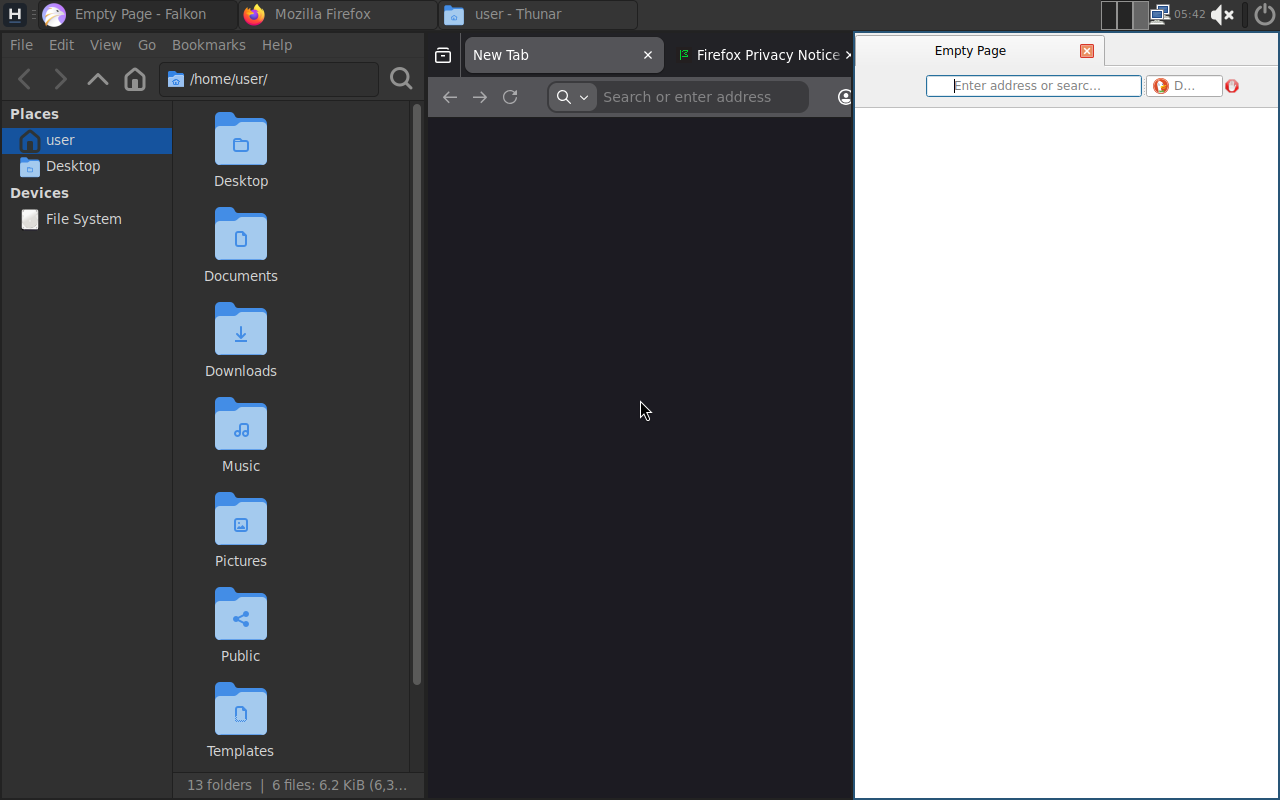 Empty Page - Falkon
Mozilla Firefox
user - Thunar
05:42
File Edit View Go Bookmarks Help
/home/user/
Places
user
Desktop
Devices
File System
Desktop
Documents
Downloads
Music
Pictures
Public
Templates
13 folders | 6 files: 6.2 KiB (6,3...
New Tab
Firefox Privacy Notice
Search or enter address
Empty Page
Enter address or searc...
D...